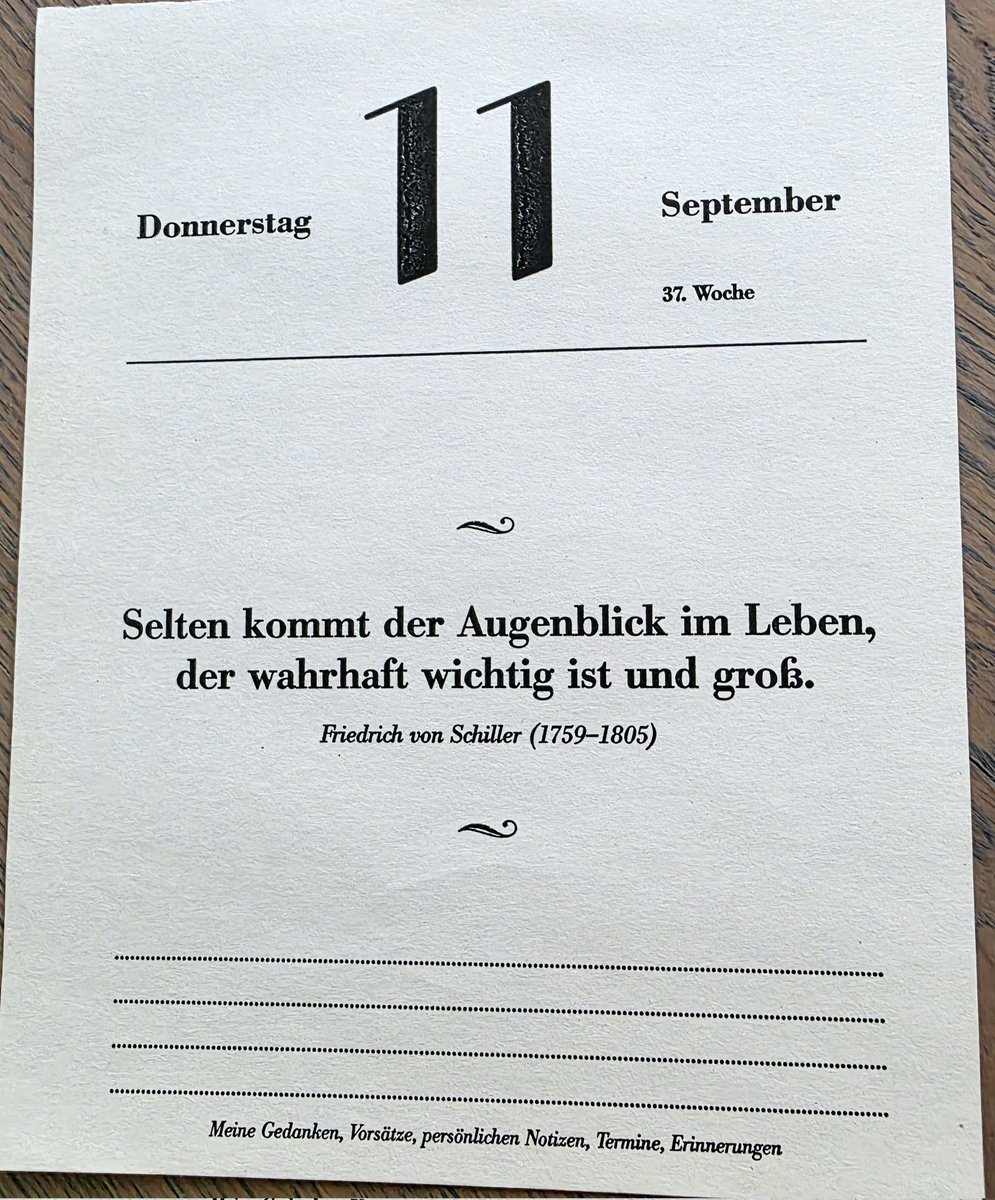 Donnerstag
11
September
37. Woche
Selten kommt der Augenblick im Leben,
der wahrhaft wichtig ist und groß.
Friedrich von Schiller (1759–1805)
Meine Gedanken, Vorsätze, persönlichen Notizen, Termine, Erinnerungen